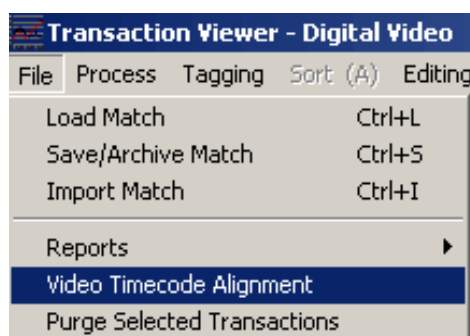 Transaction Viewer - Digital Video
File Process Tagging Sort (A) Editing
Load Match Ctrl+L
Save/Archive Match Ctrl+S
Import Match Ctrl+I
Reports
Video Timecode Alignment
Purge Selected Transactions